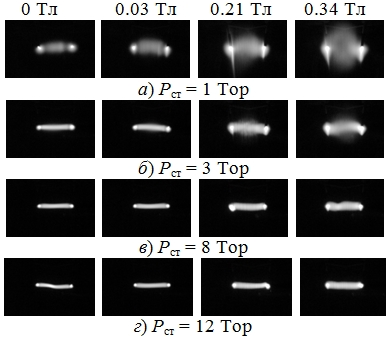 0 Тл 0.03 Тл 0.21 Тл 0.34 Тл
а) Pст = 1 Тор
б) Pст = 3 Тор
в) Pст = 8 Тор
г) Pст = 12 Тор